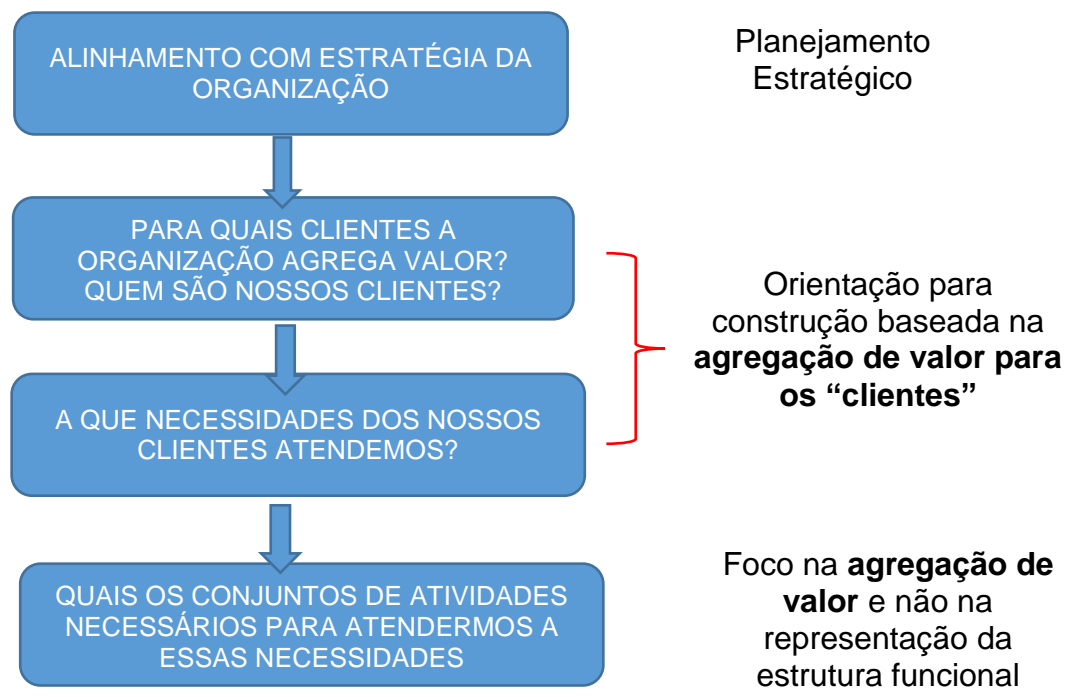 ALINHAMENTO COM ESTRATÉGIA DA
ORGANIZAÇÃO
Planejamento
Estratégico
PARA QUAIS CLIENTES A
ORGANIZAÇÃO AGREGA VALOR?
QUEM SÃO NOSSOS CLIENTES?
A QUE NECESSIDADES DOS NOSSOS
CLIENTES ATENDEMOS?
Orientação para
construção baseada na
agregação de valor para
os “clientes”
QUAIS OS CONJUNTOS DE ATIVIDADES
NECESSÁRIOS PARA ATENDERMOS A
ESSAS NECESSIDADES
Foco na agregação de
valor e não na
representação da
estrutura funcional